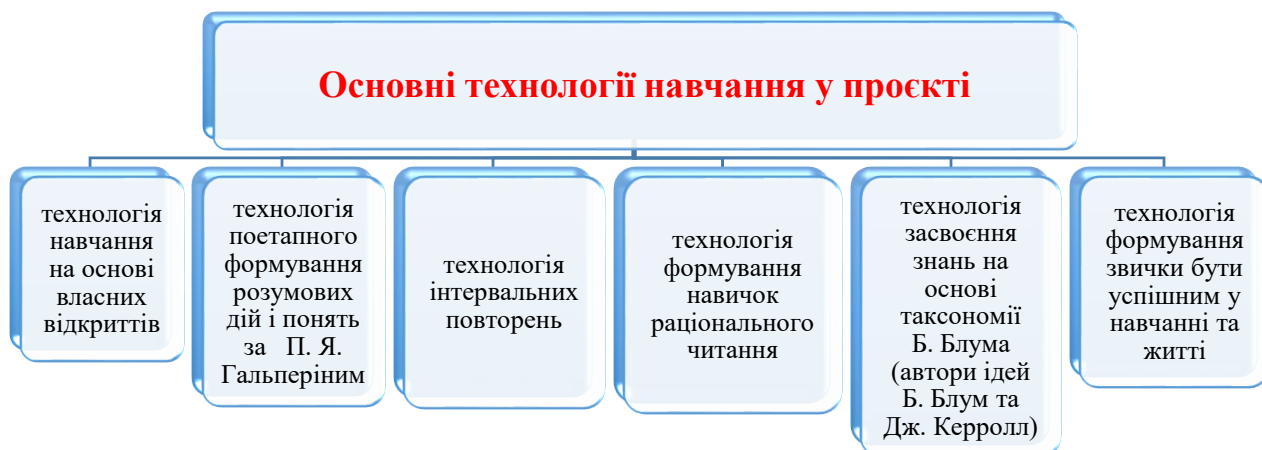 Основні технології навчання у проєкті
технологія
навчання
на основі
власних
відкриттів
технологія
поетапного
формування
розумових
дій і понять
за П. Я.
Гальперіним
технологія
інтервальних
повторень
технологія
формування
навичок
раціонального
читання
технологія
засвоєння
знань на
основі
таксономії
Б. Блума
(автори ідей
Б. Блум та
Дж. Керролл)
технологія
формування
звички бути
успішним у
навчанні та
житті